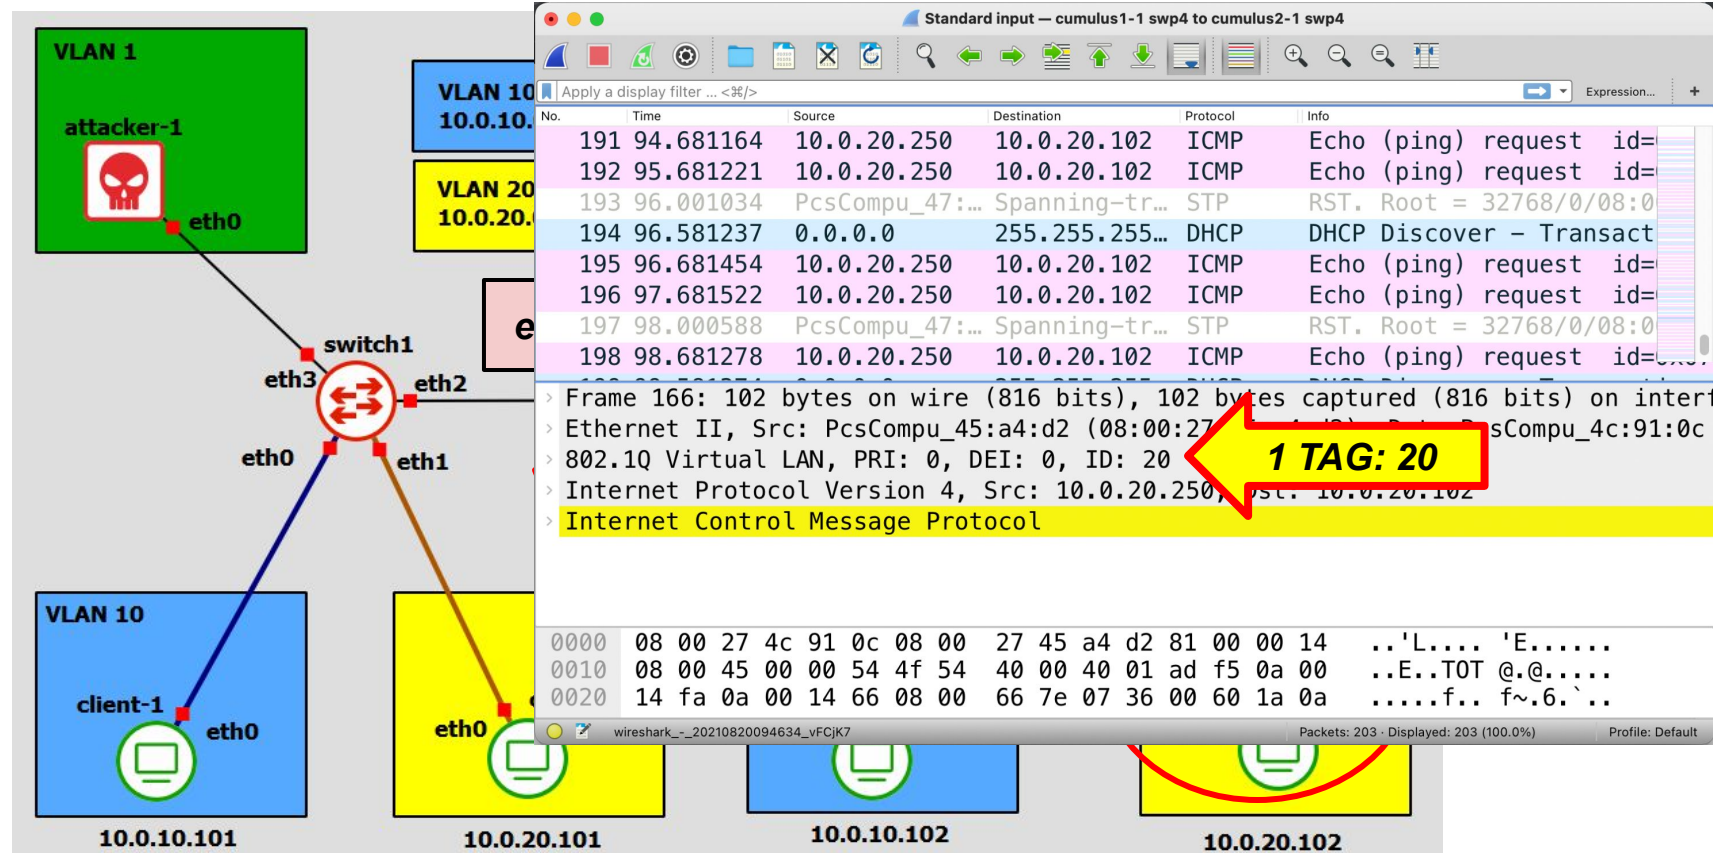 VLAN 1
attacker-1
eth0
VLAN 10
10.0.10.
VLAN 20
10.0.20.
e
switch1
eth3
eth2
eth0
eth1
VLAN 10
client-1
eth0
eth0
10.0.10.101
10.0.20.101
10.0.10.102
10.0.20.102
Standard input — cumulus1-1 swp4 to cumulus2-1 swp4
Apply a display filter ... <⌘/>
Expression... +
No. Time Source Destination Protocol Info
191 94.681164 10.0.20.250 10.0.20.102 ICMP Echo (ping) request id=
192 95.681221 10.0.20.250 10.0.20.102 ICMP Echo (ping) request id=
193 96.001034 PcsCompu_47:… Spanning-tr… STP RST. Root = 32768/0/08:0
194 96.581237 0.0.0.0 255.255.255… DHCP DHCP Discover – Transact
195 96.681454 10.0.20.250 10.0.20.102 ICMP Echo (ping) request id=
196 97.681522 10.0.20.250 10.0.20.102 ICMP Echo (ping) request id=
197 98.000588 PcsCompu_47:… Spanning-tr… STP RST. Root = 32768/0/08:0
198 98.681278 10.0.20.250 10.0.20.102 ICMP Echo (ping) request id=
Frame 166: 102 bytes on wire (816 bits), 102 bytes captured (816 bits) on interf
Ethernet II, Src: PcsCompu_45:a4:d2 (08:00:27 sCompu_4c:91:0c
802.1Q Virtual LAN, PRI: 0, DEI: 0, ID: 20
1 TAG: 20
Internet Protocol Version 4, Src: 10.0.20.250, Dst: 10.0.20.102
Internet Control Message Protocol
0000 08 00 27 4c 91 0c 08 00 27 45 a4 d2 81 00 00 14 ..'L.... 'E......
0010 08 00 45 00 00 54 4f 54 40 00 40 01 ad f5 0a 00 ..E..TOT @.@.....
0020 14 fa 0a 00 14 66 08 00 66 7e 07 36 00 60 1a 0a .....f.. f~.6.`..
wireshark_-_20210820094634_vFCjK7
Packets: 203 · Displayed: 203 (100.0%)
Profile: Default